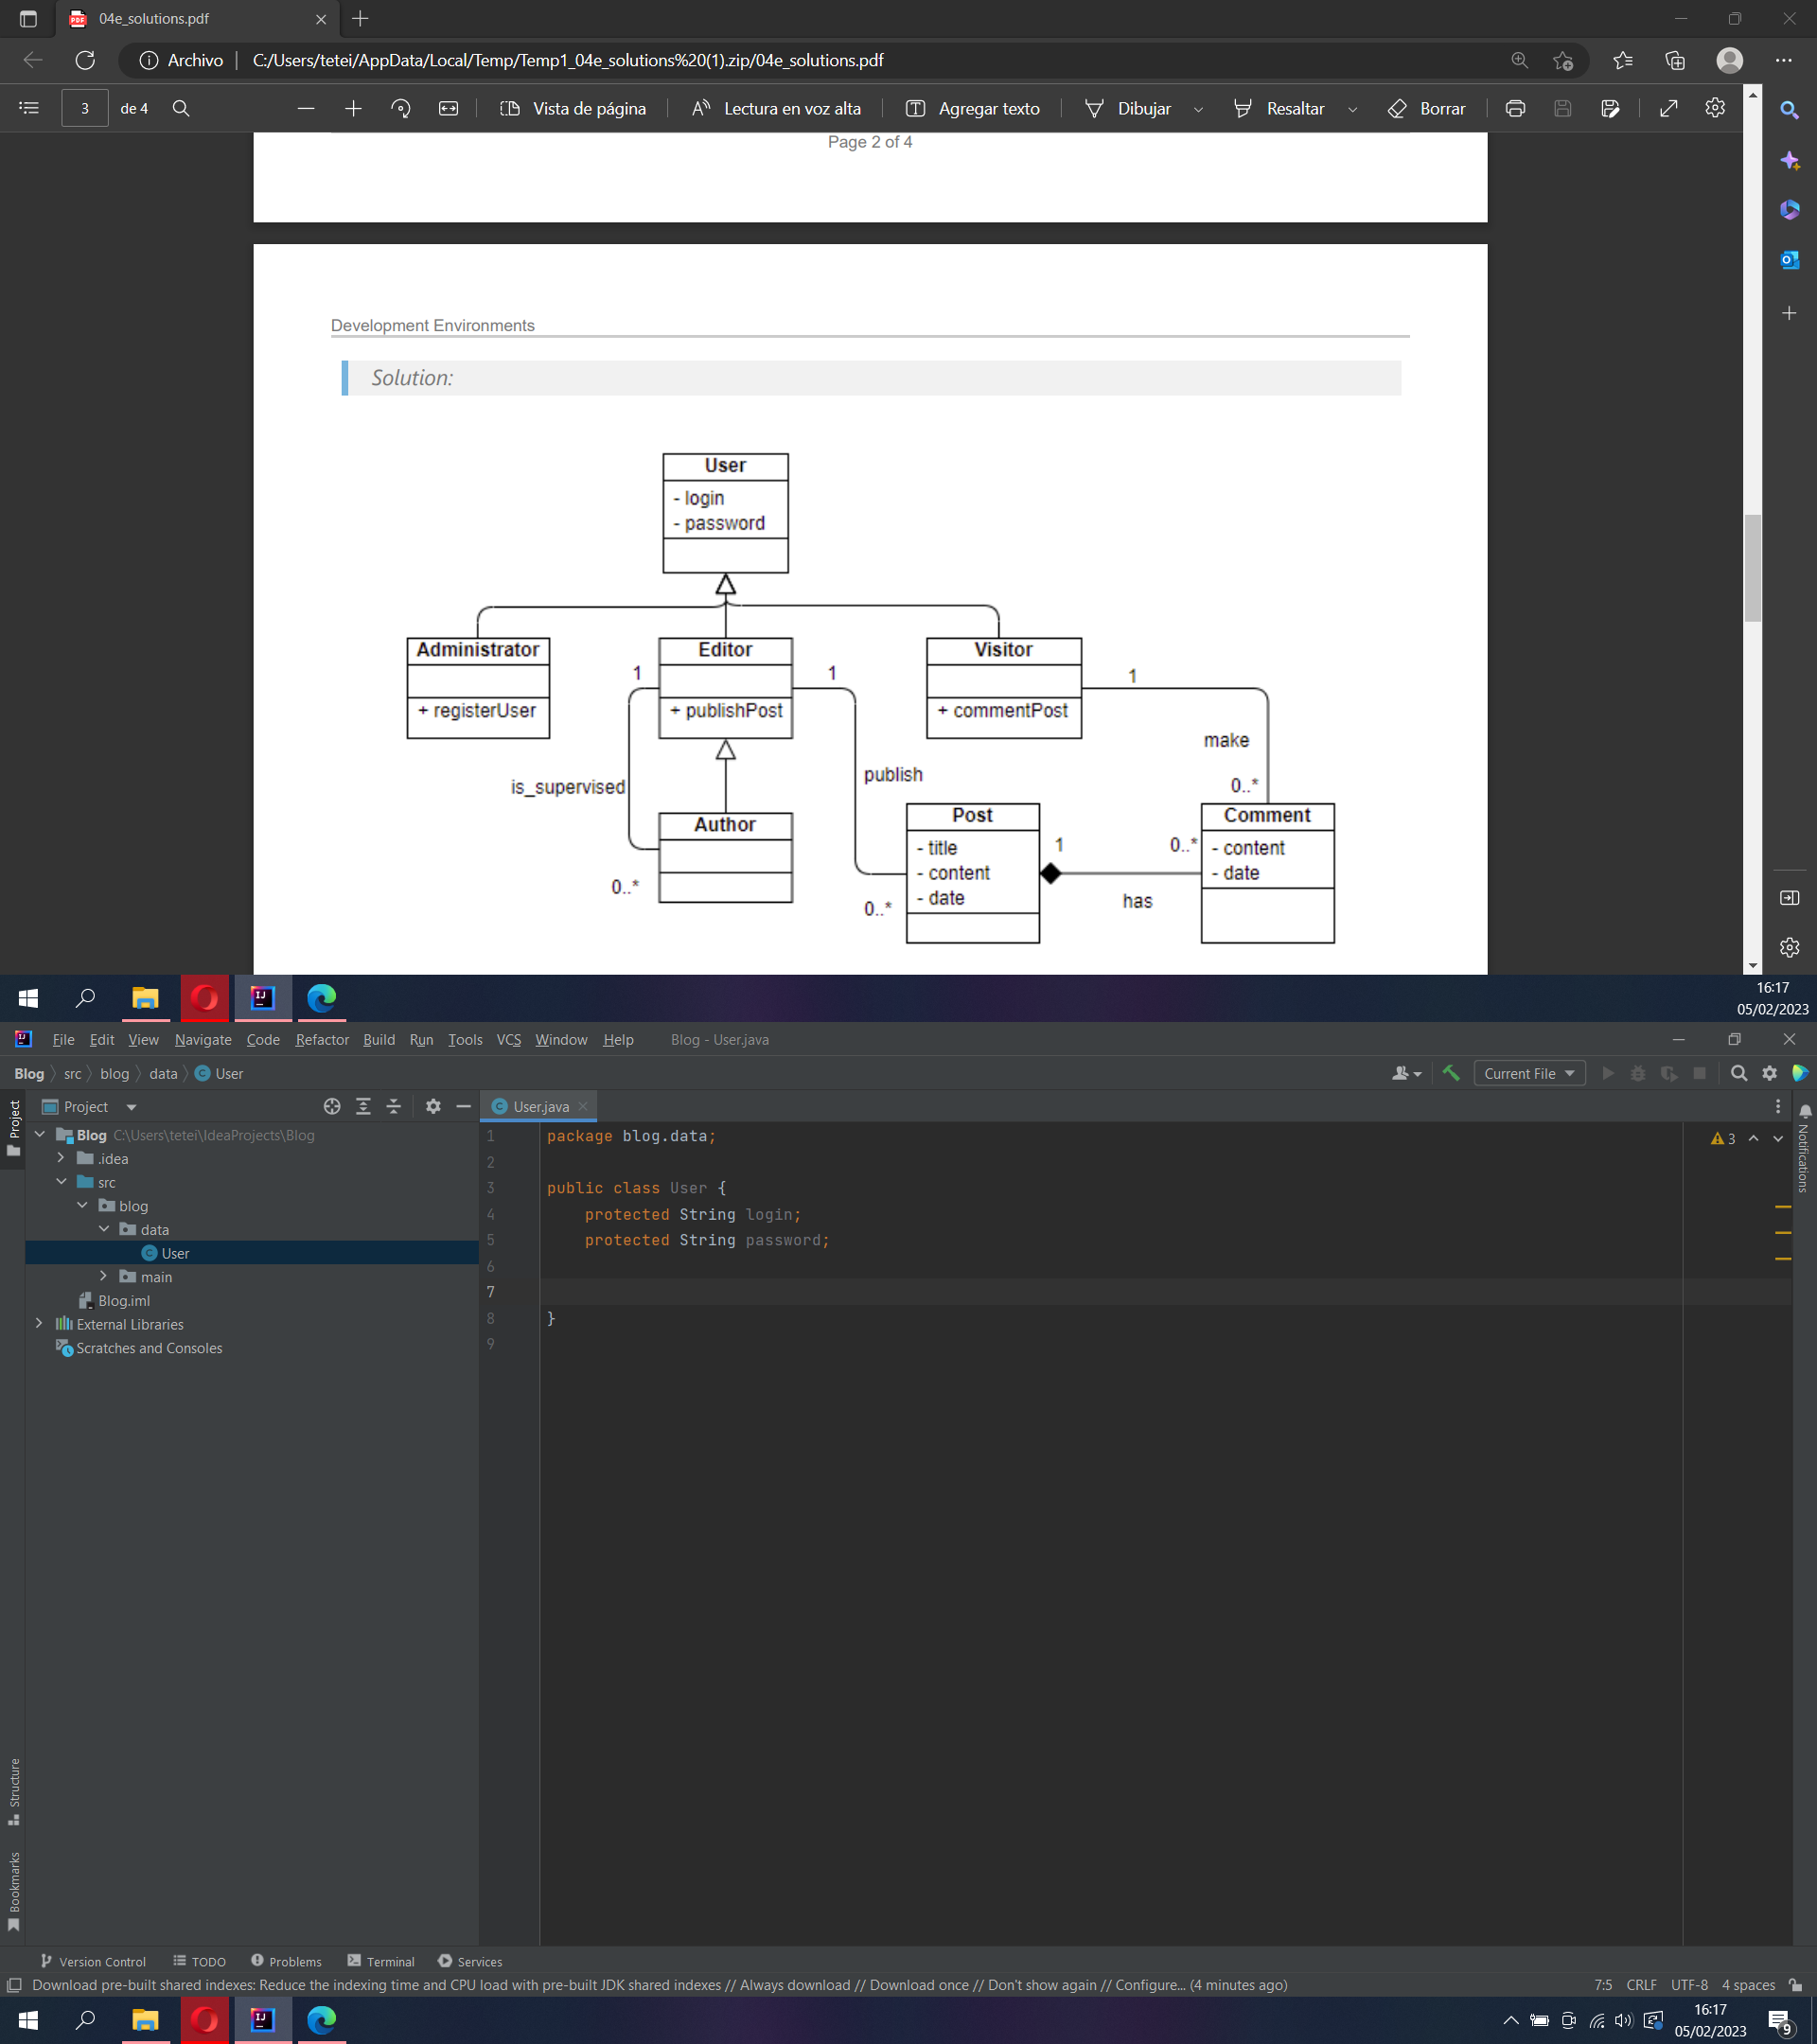 04e_solutions.pdf
Archivo | C:/Users/tetei/AppData/Local/Temp/Temp1_04e_solutions%20(1).zip/04e_solutions.pdf
3 de 4 Vista de página Lectura en voz alta Agregar texto Dibujar Resaltar Borrar
Page 2 of 4
Development Environments
Solution:
User
- login
- password
Administrator
+ registerUser
Editor
+ publishPost
Visitor
+ commentPost
1
1
1
make
0..*
is_supervised
publish
Author
0..*
Post
- title
- content
- date
0..*
1
has
0..*
Comment
- content
- date
16:17
05/02/2023
File Edit View Navigate Code Refactor Build Run Tools VCS Window Help Blog - User.java
Blog src blog data User
Current File
Project
Project
User.java
Blog C:\Users\tetei\IdeaProjects\Blog
.idea
src
blog
data
User
main
Blog.iml
External Libraries
Scratches and Consoles
1 package blog.data;
2
3 public class User {
4 protected String login;
5 protected String password;
6
7
8 }
9
3
Notifications
Structure
Bookmarks
Version Control TODO Problems Terminal Services
Download pre-built shared indexes: Reduce the indexing time and CPU load with pre-built JDK shared indexes // Always download // Download once // Don't show again // Configure... (4 minutes ago)
7:5 CRLF UTF-8 4 spaces
16:17
05/02/2023
9